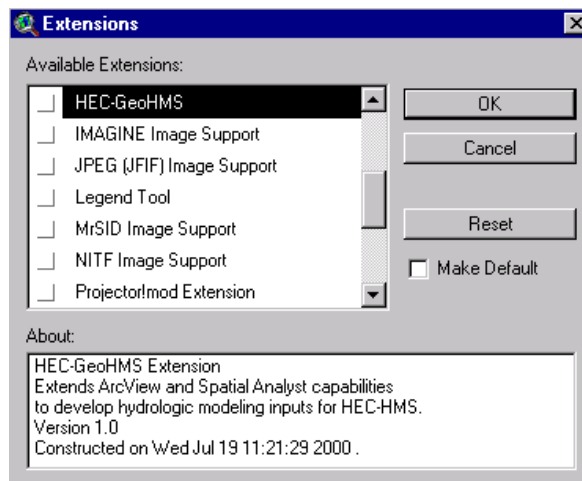 Extensions
Available Extensions:
HEC-GeoHMS
IMAGINE Image Support
JPEG (JFIF) Image Support
Legend Tool
MrSID Image Support
NITF Image Support
Projector!mod Extension
OK
Cancel
Reset
Make Default
About:
HEC-GeoHMS Extension
Extends ArcView and Spatial Analyst capabilities
to develop hydrologic modeling inputs for HEC-HMS.
Version 1.0
Constructed on Wed Jul 19 11:21:29 2000 .